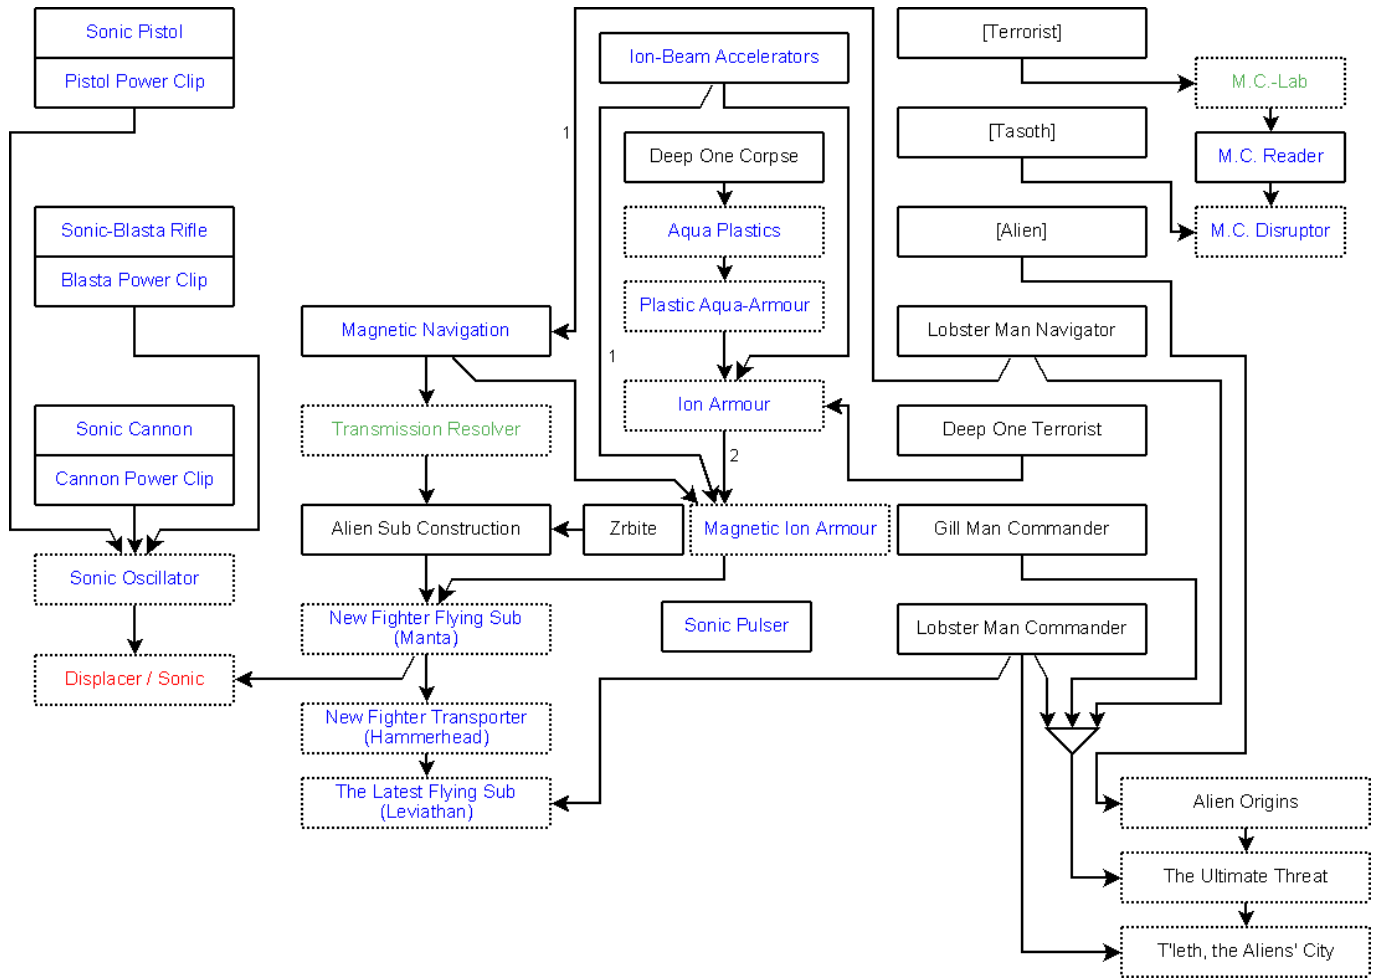 Sonic Pistol
Pistol Power Clip
Sonic-Blasta Rifle
Blasta Power Clip
Sonic Cannon
Cannon Power Clip
Sonic Oscillator
Displacer / Sonic
Magnetic Navigation
Transmission Resolver
Alien Sub Construction
New Fighter Flying Sub
(Manta)
New Fighter Transporter
(Hammerhead)
The Latest Flying Sub
(Leviathan)
1
Ion-Beam Accelerators
Deep One Corpse
Aqua Plastics
Plastic Aqua-Armour
1
Ion Armour
2
Zrbite
Magnetic Ion Armour
Sonic Pulser
[Terrorist]
[Tasoth]
[Alien]
Lobster Man Navigator
Deep One Terrorist
Gill Man Commander
Lobster Man Commander
M.C.-Lab
M.C. Reader
M.C. Disruptor
Alien Origins
The Ultimate Threat
T'leth, the Aliens' City